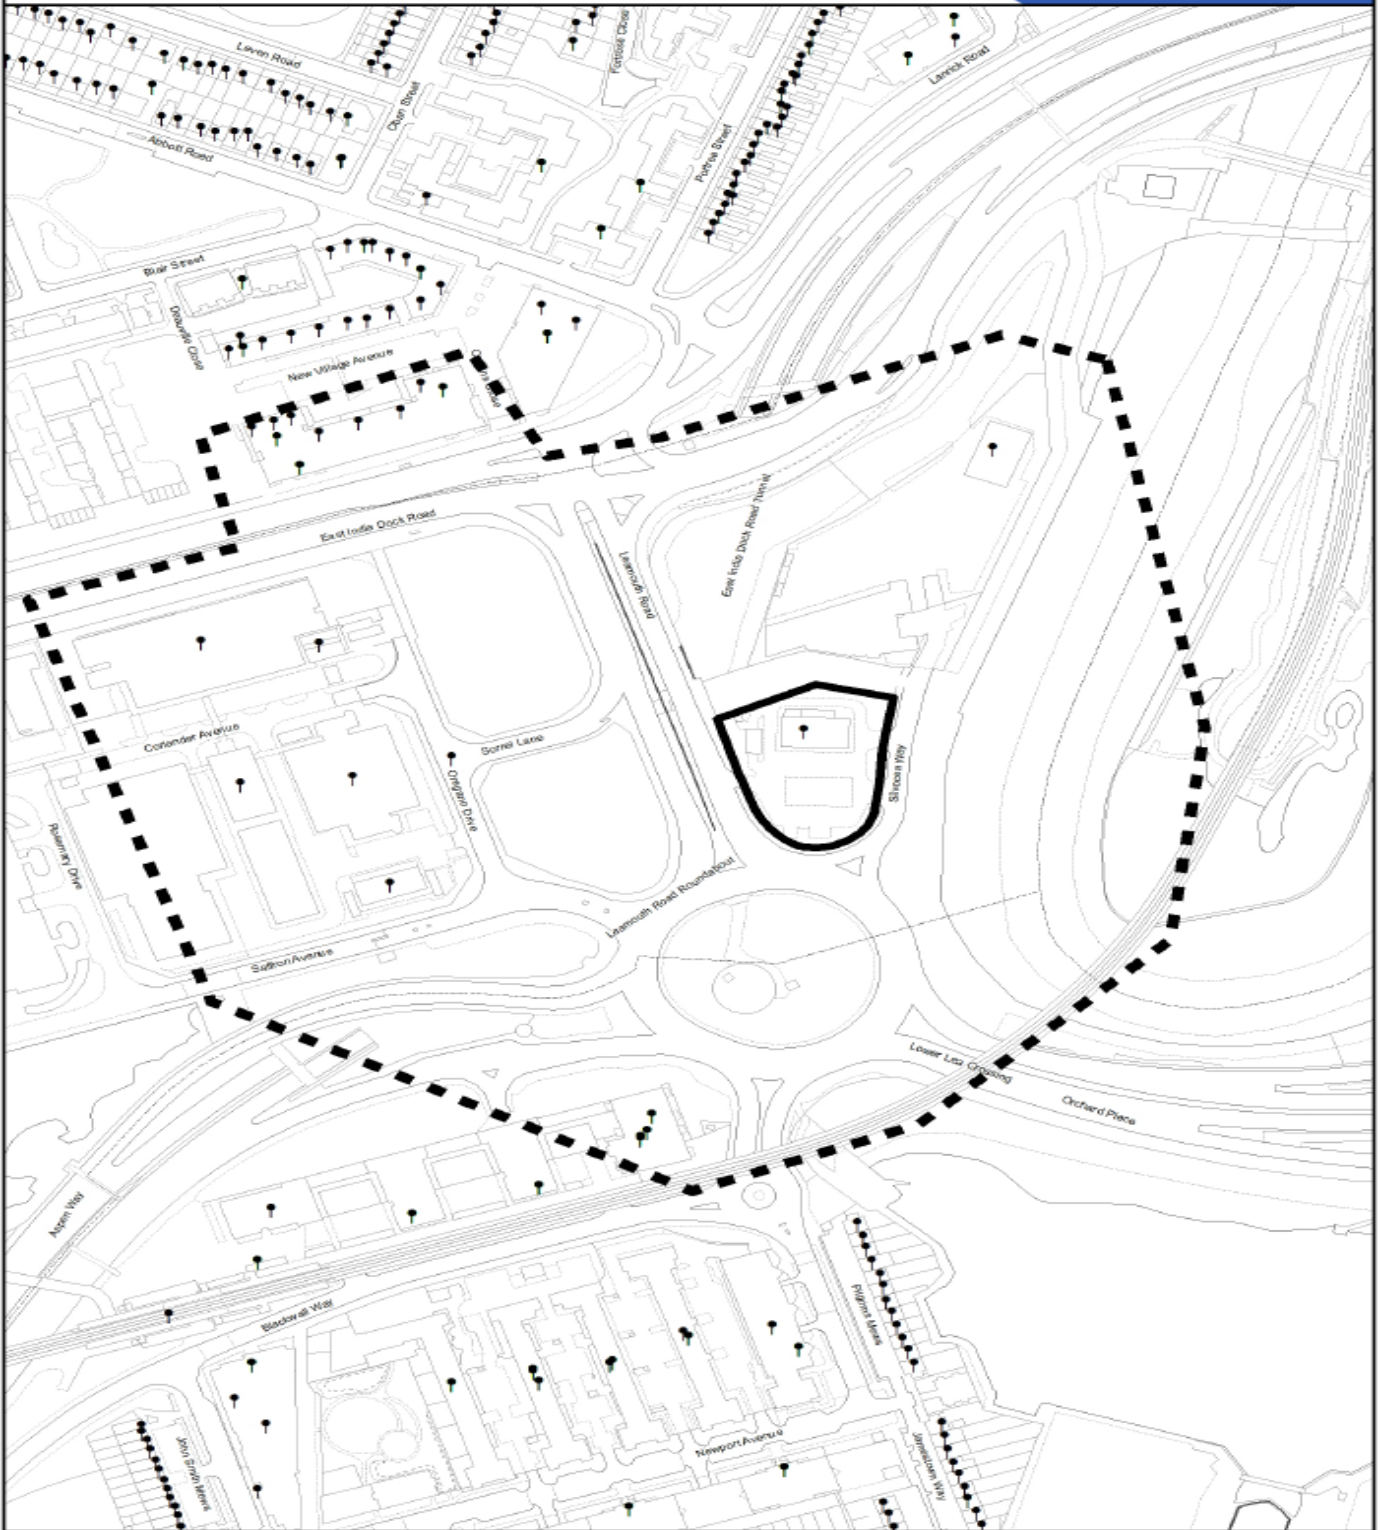 Leven Road
Oban Street
Portree Street
Lanrick Road
Abbott Road
Blair Street
Deauville Close
New Village Avenue
East India Dock Road
Leamouth Road
East India Dock Road Tunnel
Coriander Avenue
Sorrel Lane
Oregano Drive
Rosemary Drive
Silvocea Way
Leamouth Road Roundabout
Saffron Avenue
Lower Lea Crossing
Orchard Place
Aspen Way
Blackwall Way
Pilgrims Mews
John Smith Mews
Newport Avenue
Jamestown Way